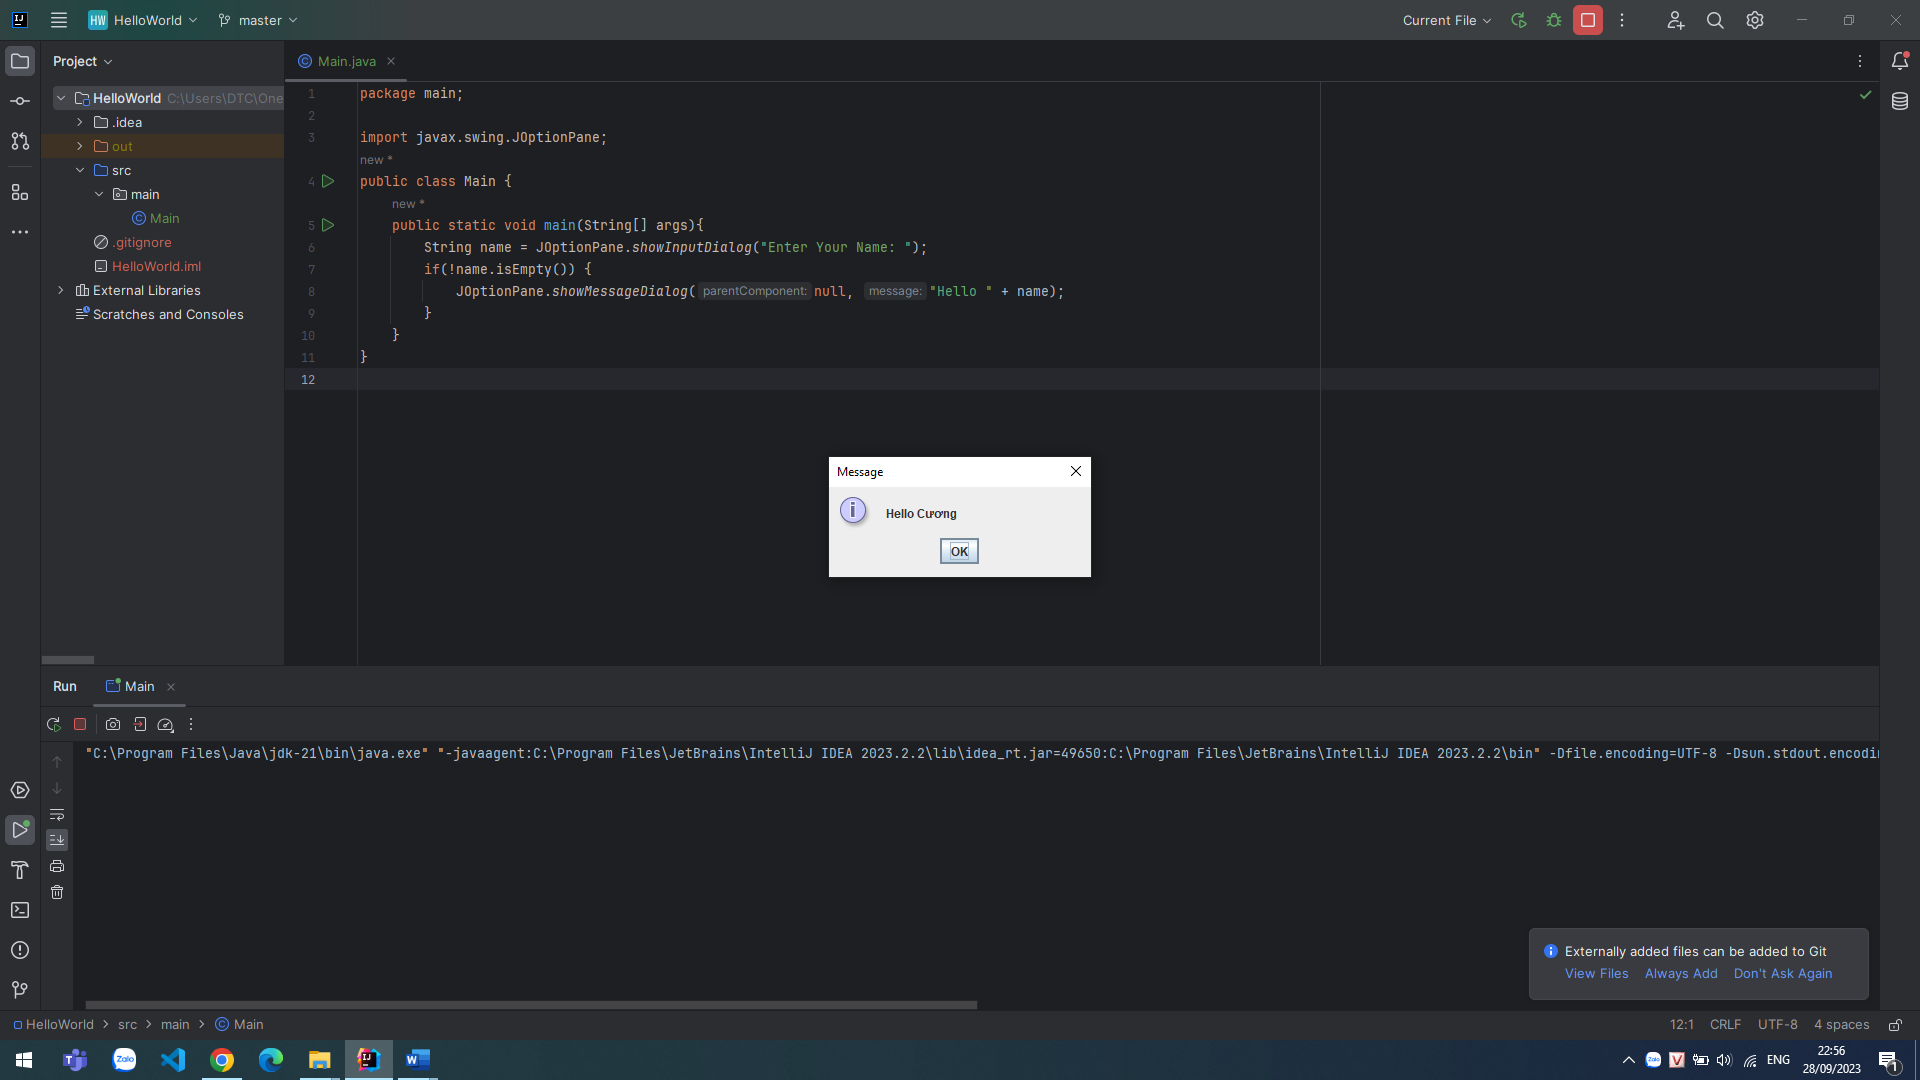 HW HelloWorld master Current File
Project
Main.java
HelloWorld C:\Users\DTC\One
.idea
out
src
main
Main
.gitignore
HelloWorld.iml
External Libraries
Scratches and Consoles
1 package main;
2
3 import javax.swing.JOptionPane;
new *
4 public class Main {
new *
5 public static void main(String[] args){
6 String name = JOptionPane.showInputDialog("Enter Your Name: ");
7 if(!name.isEmpty()) {
8 JOptionPane.showMessageDialog( parentComponent: null, message: "Hello " + name);
9 }
10 }
11 }
12
Message
Hello Cương
OK
Run Main
"C:\Program Files\Java\jdk-21\bin\java.exe" "-javaagent:C:\Program Files\JetBrains\IntelliJ IDEA 2023.2.2\lib\idea_rt.jar=49650:C:\Program Files\JetBrains\IntelliJ IDEA 2023.2.2\bin" -Dfile.encoding=UTF-8 -Dsun.stdout.encodin
Externally added files can be added to Git
View Files Always Add Don't Ask Again
HelloWorld > src > main > Main
12:1 CRLF UTF-8 4 spaces
ENG
22:56
28/09/2023
1